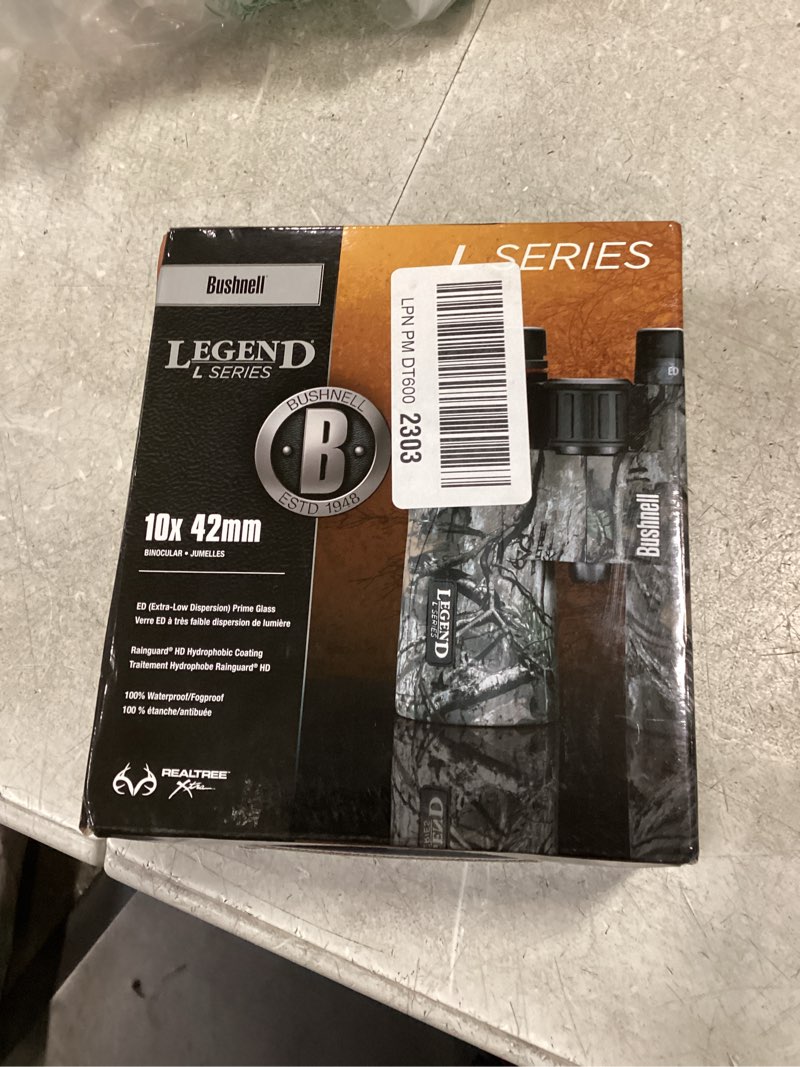 L SERIES
Bushnell®
LEGEND®
L SERIES
BUSHNELL
B
ESTD 1948
LPN PM DT600 2303
ED
Bushnell
REALTREE
LEGEND
L SERIES
10x 42mm
BINOCULAR • JUMELLES
ED (Extra-Low Dispersion) Prime Glass
Verre ED à très faible dispersion de lumière
Rainguard® HD Hydrophobic Coating
Traitement Hydrophobe Rainguard® HD
100% Waterproof/Fogproof
100 % étanche/antibuée
REALTREE™
Xtra